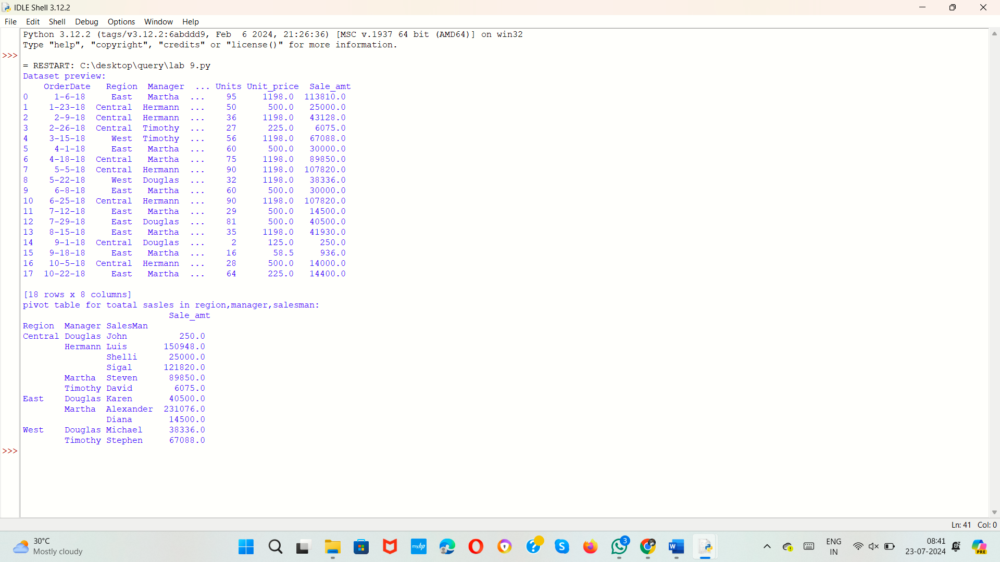 IDLE Shell 3.12.2
File Edit Shell Debug Options Window Help
Python 3.12.2 (tags/v3.12.2:6abddd9, Feb  6 2024, 21:26:36) [MSC v.1937 64 bit (AMD64)] on win32
Type "help", "copyright", "credits" or "license()" for more information.
>>>
= RESTART: C:\desktop\query\lab 9.py
Dataset preview:
    OrderDate   Region  Manager  ... Units Unit_price  Sale_amt
0      1-6-18     East   Martha  ...    95     1198.0  113810.0
1     1-23-18  Central  Hermann  ...    50      500.0   25000.0
2      2-9-18  Central  Hermann  ...    36     1198.0   43128.0
3     2-26-18  Central  Timothy  ...    27      225.0    6075.0
4     3-15-18     West  Timothy  ...    56     1198.0   67088.0
5      4-1-18     East   Martha  ...    60      500.0   30000.0
6     4-18-18  Central   Martha  ...    75     1198.0   89850.0
7      5-5-18  Central  Hermann  ...    90     1198.0  107820.0
8     5-22-18     West  Douglas  ...    32     1198.0   38336.0
9      6-8-18     East   Martha  ...    60      500.0   30000.0
10    6-25-18  Central  Hermann  ...    90     1198.0  107820.0
11    7-12-18     East   Martha  ...    29      500.0   14500.0
12    7-29-18     East  Douglas  ...    81      500.0   40500.0
13    8-15-18     East   Martha  ...    35     1198.0   41930.0
14     9-1-18  Central  Douglas  ...     2      125.0     250.0
15    9-18-18     East   Martha  ...    16       58.5     936.0
16    10-5-18  Central  Hermann  ...    28      500.0   14000.0
17   10-22-18     East   Martha  ...    64      225.0   14400.0
[18 rows x 8 columns]
pivot table for toatal sasles in region,manager,salesman:
                            Sale_amt
Region  Manager SalesMan
Central Douglas John           250.0
        Hermann Luis        150948.0
                Shelli       25000.0
                Sigal       121820.0
        Martha  Steven       89850.0
        Timothy David         6075.0
East    Douglas Karen        40500.0
        Martha  Alexander   231076.0
                Diana        14500.0
West    Douglas Michael      38336.0
        Timothy Stephen      67088.0
>>>
Ln: 41 Col: 0
30°C
Mostly cloudy
myhp
3
ENG
IN
08:41
23-07-2024
PRE